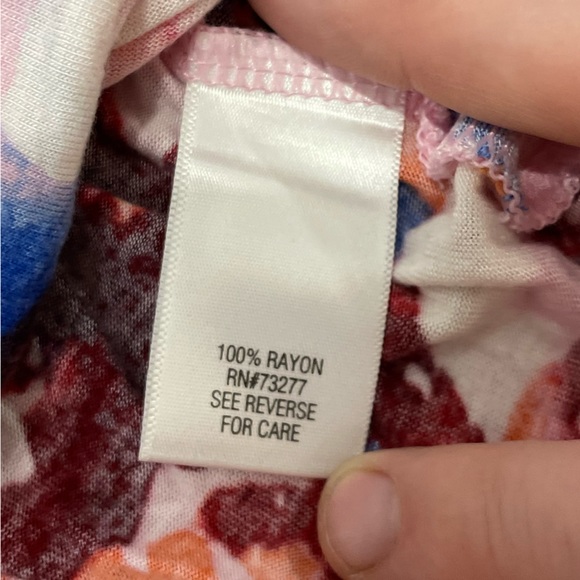 100% RAYON
RN#73277
SEE REVERSE
FOR CARE